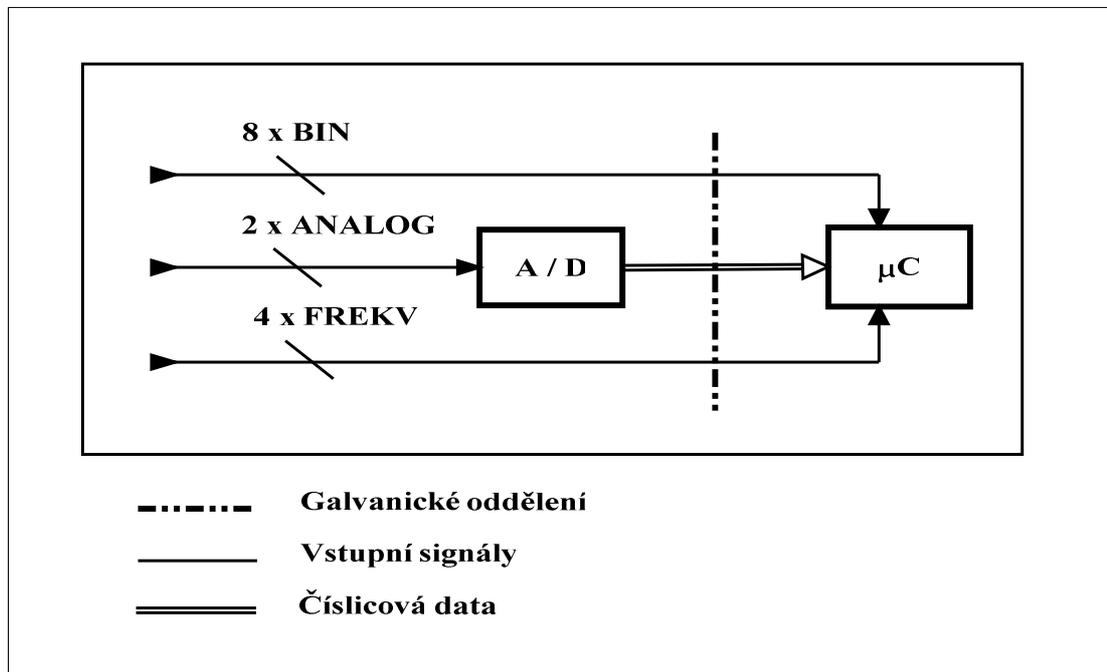 8 x BIN
2 x ANALOG
A / D
μC
4 x FREKV
Galvanické oddělení
Vstupní signály
Číslicová data